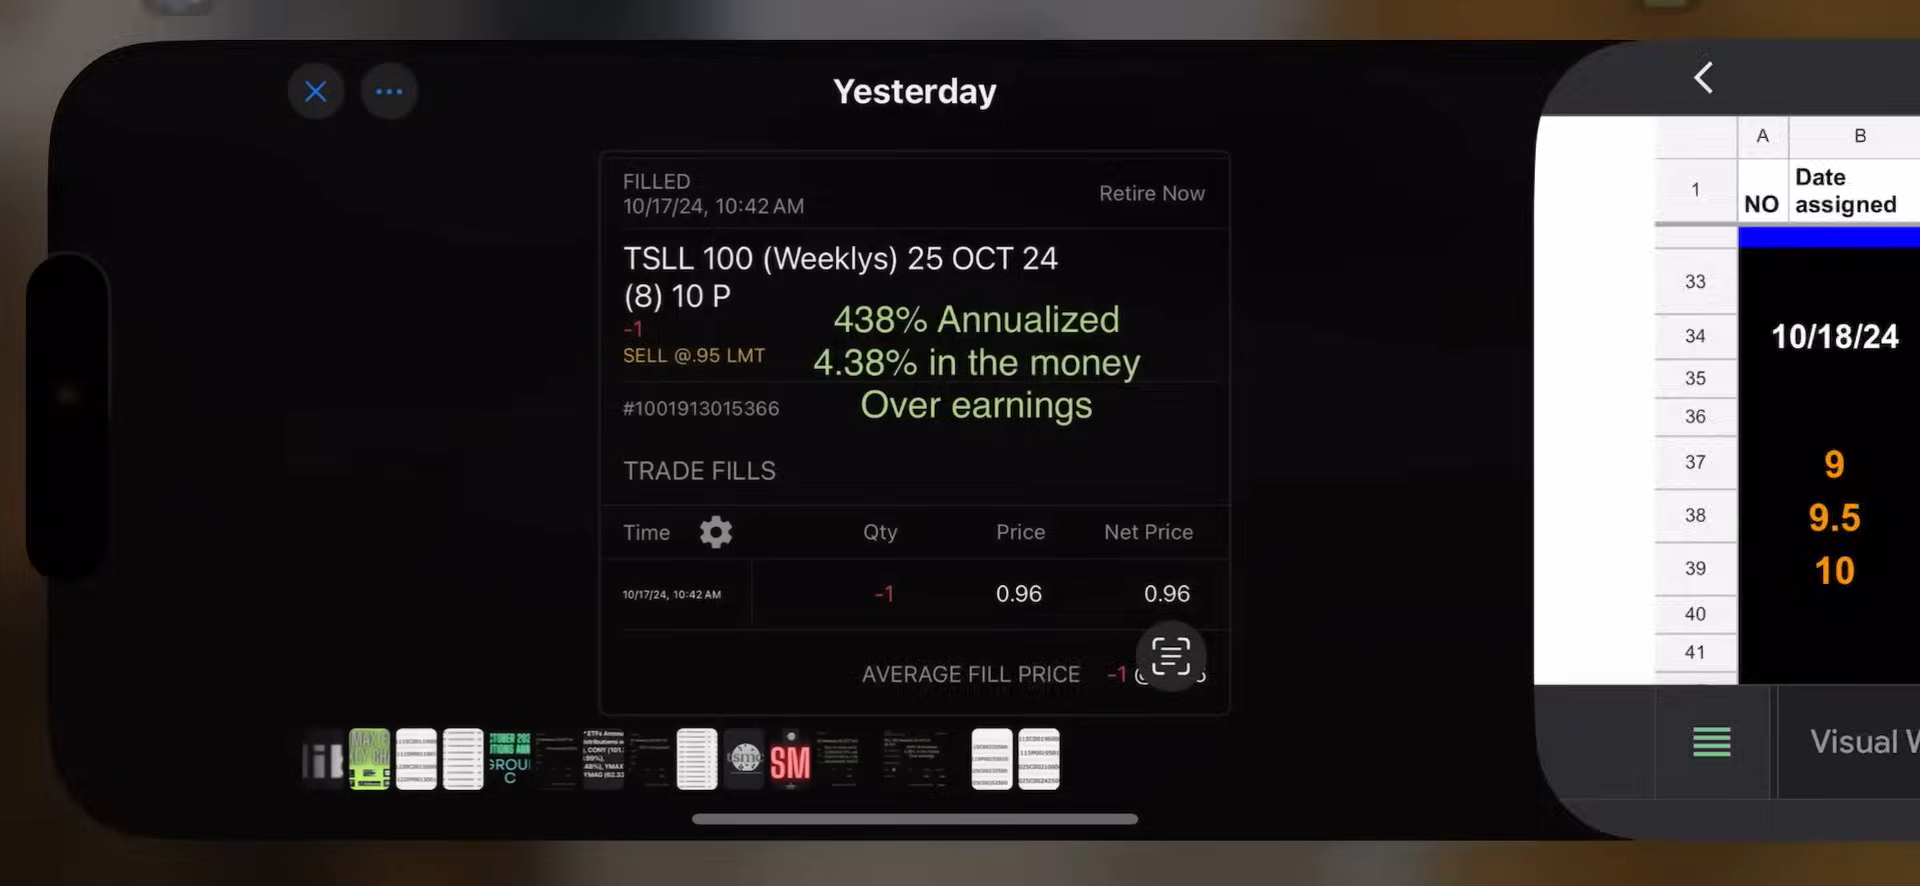 Yesterday
FILLED
10/17/24, 10:42 AM
Retire Now
TSLL 100 (Weeklys) 25 OCT 24
(8) 10 P
-1
SELL @.95 LMT
438% Annualized
4.38% in the money
Over earnings
#1001913015366
TRADE FILLS
Time Qty Price Net Price
10/17/24, 10:42 AM -1 0.96 0.96
AVERAGE FILL PRICE -1
SM
A B
1 NO Date assigned
33
34 10/18/24
35
36
37 9
38 9.5
39 10
40
41
Visual